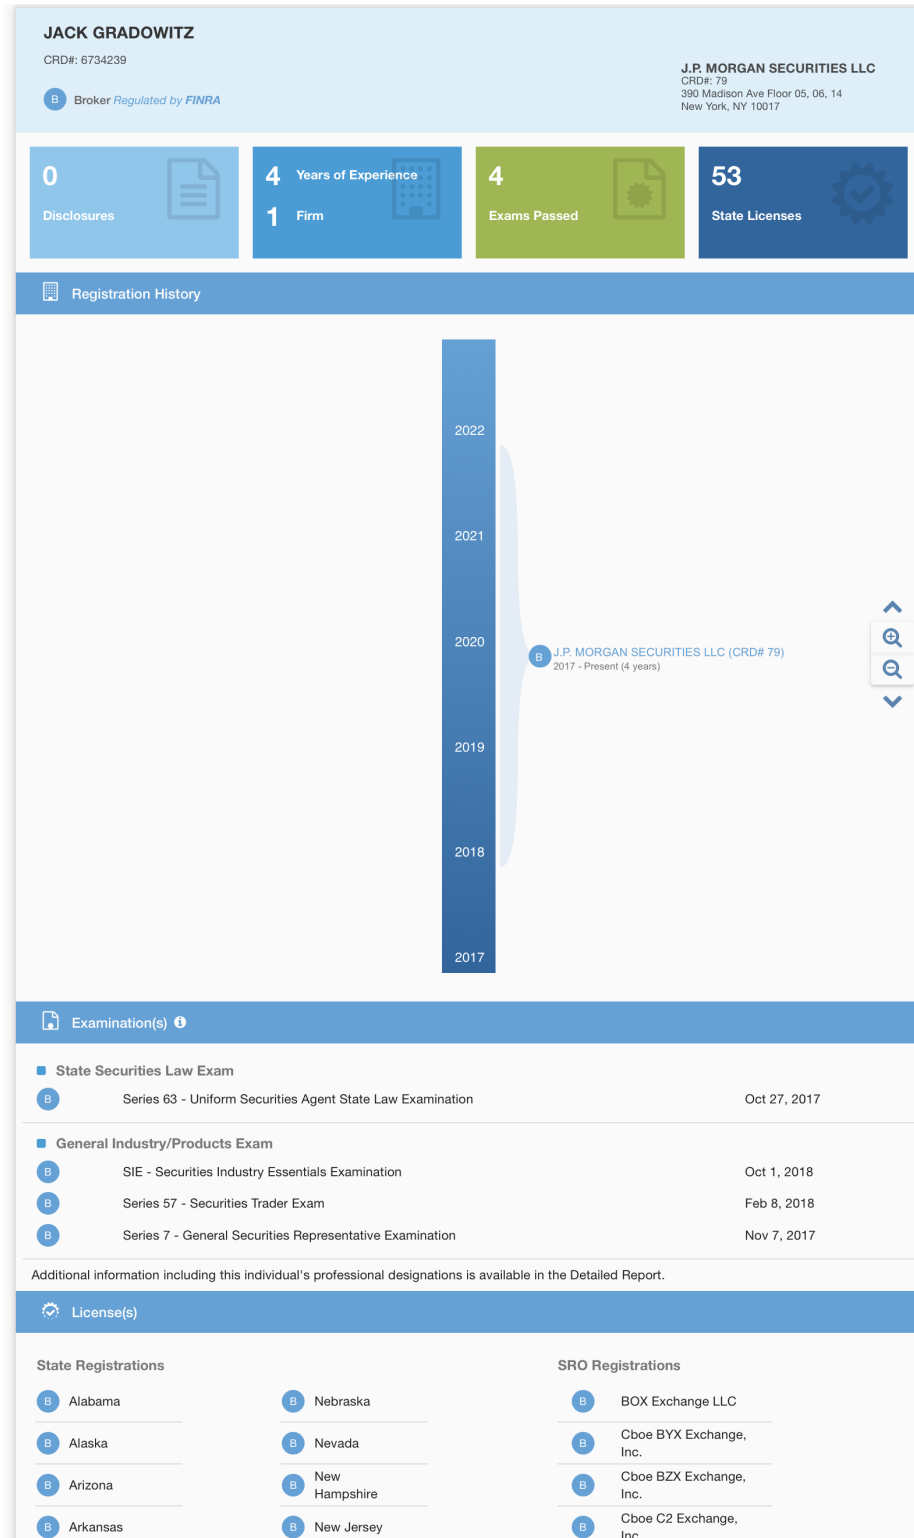 JACK GRADOWITZ
CRD#: 6734239
B Broker Regulated by FINRA
J.P. MORGAN SECURITIES LLC
CRD#: 79
390 Madison Ave Floor 05, 06, 14
New York, NY 10017
0
Disclosures
4 Years of Experience
1 Firm
4
Exams Passed
53
State Licenses
Registration History
2022
2021
2020
B J.P. MORGAN SECURITIES LLC (CRD# 79)
2017 - Present (4 years)
2019
2018
2017
Examination(s)
State Securities Law Exam
B Series 63 - Uniform Securities Agent State Law Examination Oct 27, 2017
General Industry/Products Exam
B SIE - Securities Industry Essentials Examination Oct 1, 2018
B Series 57 - Securities Trader Exam Feb 8, 2018
B Series 7 - General Securities Representative Examination Nov 7, 2017
Additional information including this individual's professional designations is available in the Detailed Report.
License(s)
State Registrations
B Alabama
B Alaska
B Arizona
B Arkansas
B Nebraska
B Nevada
B New
Hampshire
B New Jersey
SRO Registrations
B BOX Exchange LLC
B Cboe BYX Exchange,
Inc.
B Cboe BZX Exchange,
Inc.
B Cboe C2 Exchange,
Inc.